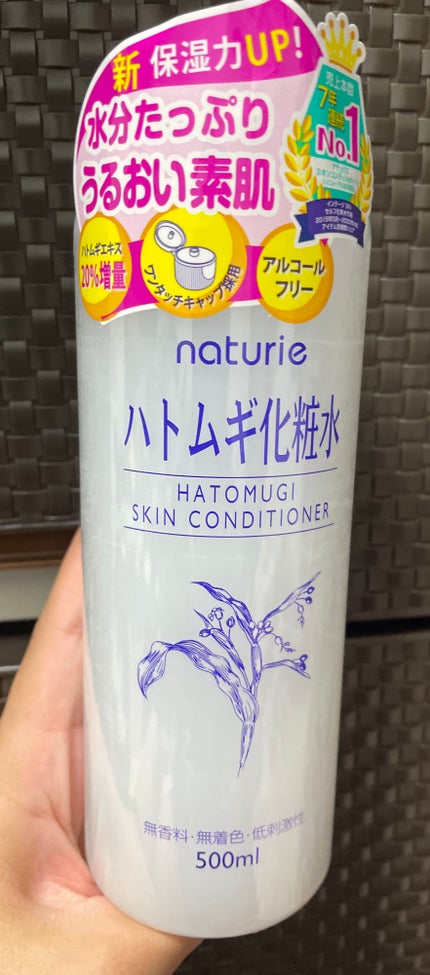 新 保湿力UP!
水分たっぷり
うるおい素肌
売上本数
7年
連続
No.1
ハトムギエキス
20%増量
ワンタッチキャップ採用
アルコール
フリー
naturie
ハトムギ化粧水
HATOMUGI
SKIN CONDITIONER
無香料・無着色・低刺激性
500ml